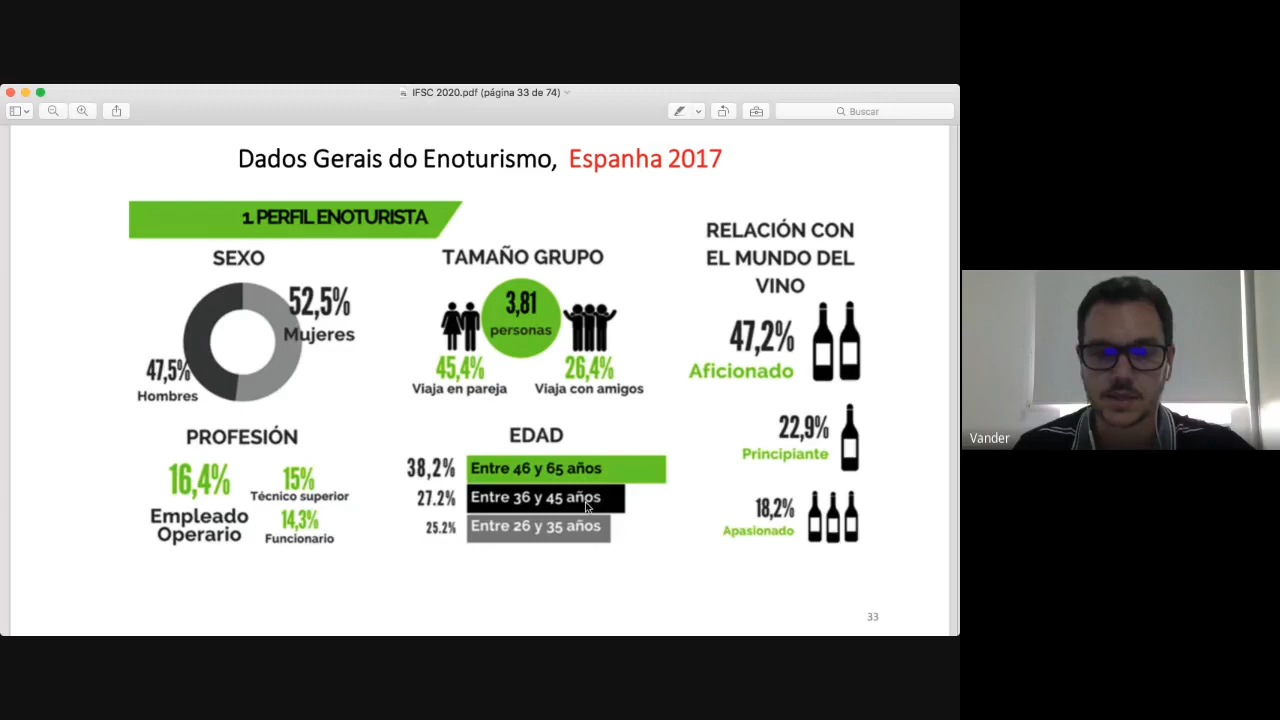 IFSC 2020.pdf (página 33 de 74)
Buscar
Dados Gerais do Enoturismo, Espanha 2017
1. PERFIL ENOTURISTA
SEXO
52,5%
Mujeres
47,5%
Hombres
TAMAÑO GRUPO
3,81
personas
45,4%
Viaja en pareja
26,4%
Viaja con amigos
RELACIÓN CON
EL MUNDO DEL
VINO
47,2%
Aficionado
22,9%
Principiante
18,2%
Apasionado
PROFESIÓN
16,4%
Empleado
Operario
15%
Técnico superior
14,3%
Funcionario
EDAD
38,2% Entre 46 y 65 años
27.2% Entre 36 y 45 años
25.2% Entre 26 y 35 años
33
Vander